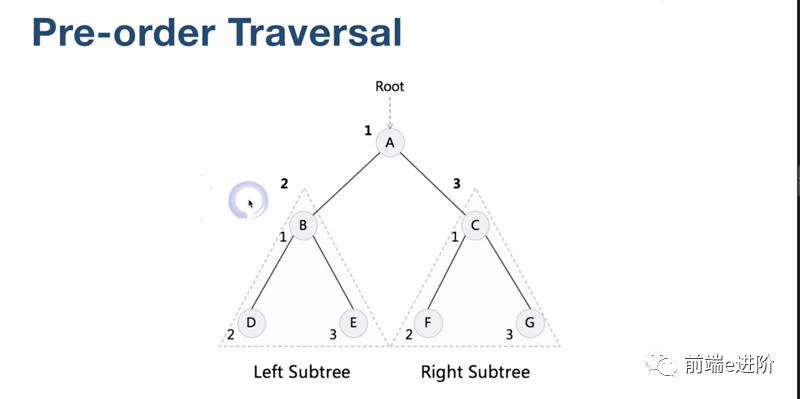 Pre-order Traversal
Root
1
A
2
3
B
C
1
1
D
E
F
G
2
3
2
3
Left Subtree
Right Subtree
前端e进阶